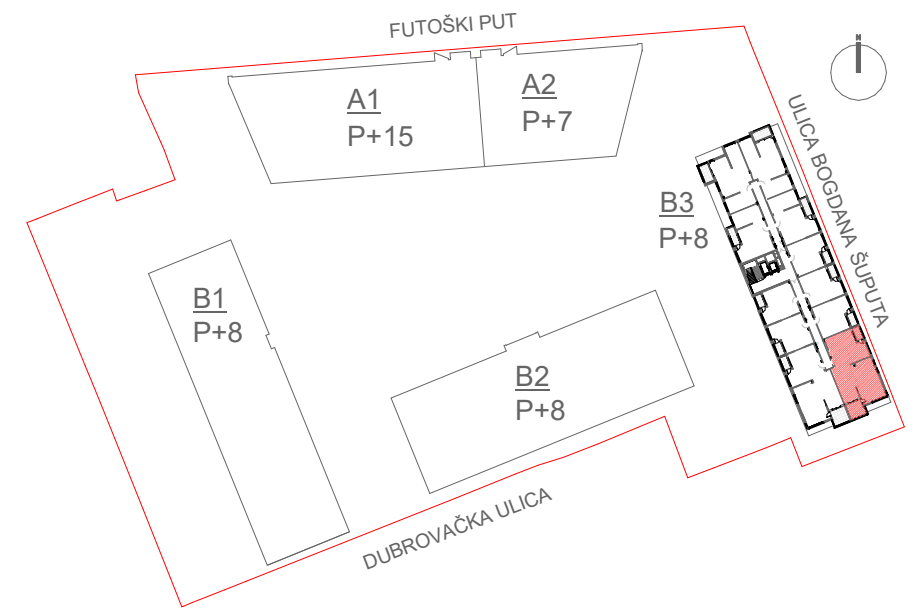 FUTOŠKI PUT
N
A1
P+15
A2
P+7
ULICA BOGDANA ŠUPUTA
B3
P+8
B1
P+8
B2
P+8
DUBROVAČKA ULICA